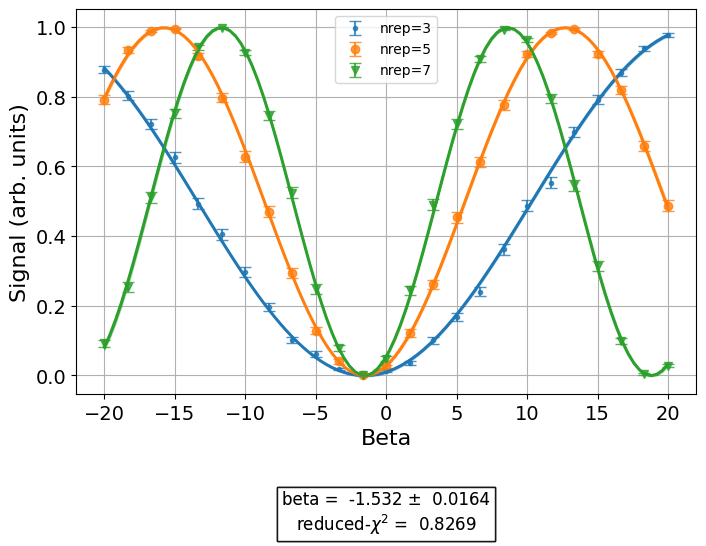 nrep=3
nrep=5
nrep=7
Signal (arb. units)
1.0
0.8
0.6
0.4
0.2
0.0
−20 −15 −10 −5 0 5 10 15 20
Beta
beta = -1.532 ± 0.0164
reduced-χ² = 0.8269